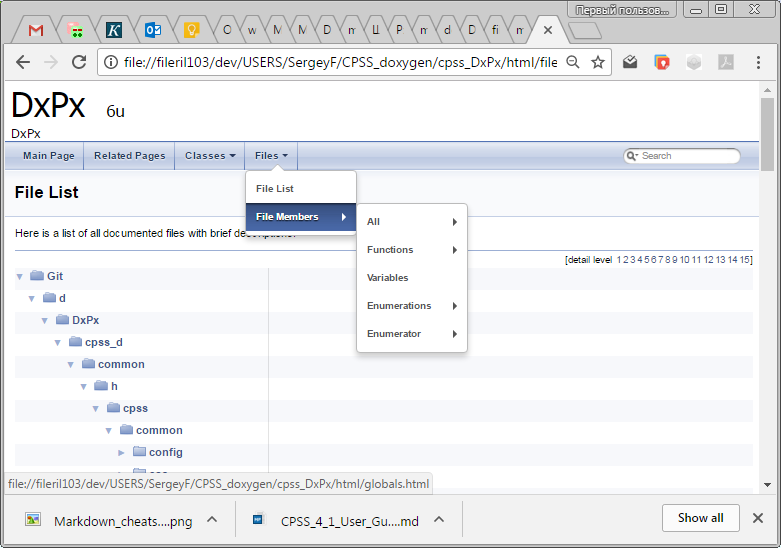 Первый пользов...
O w M M D m Ш P m d D fi m
file://fileril103/dev/USERS/SergeyF/CPSS_doxygen/cpss_DxPx/html/file
DxPx 6u
DxPx
Main Page Related Pages Classes Files Search
File List
File List
File Members
Here is a list of all documented files with brief descriptions:
All
Functions
Variables
Enumerations
Enumerator
[detail level 1 2 3 4 5 6 7 8 9 10 11 12 13 14 15]
Git
d
DxPx
cpss_d
common
h
cpss
common
config
file://fileril103/dev/USERS/SergeyF/CPSS_doxygen/cpss_DxPx/html/globals.html
Markdown_cheats....png CPSS_4_1_User_Gu....md Show all